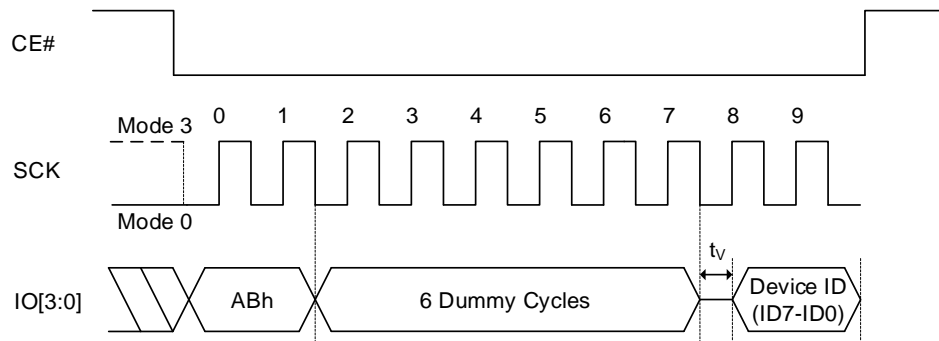 CE#
0 1 2 3 4 5 6 7 8 9
Mode 3
SCK
Mode 0
tV
IO[3:0]
ABh
6 Dummy Cycles
Device ID
(ID7-ID0)